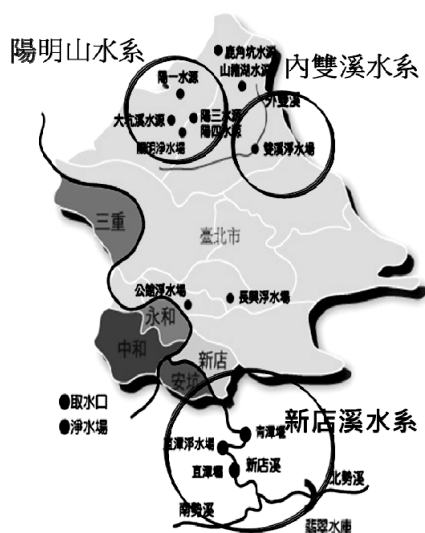 陽明山水系
鹿角坑水源
山豬湖水源
內雙溪水系
陽一水源
外雙溪
大坑溪水源
陽三水源
陽四水源
陽明淨水場
雙溪淨水場
三重
臺北市
公館淨水場
長興淨水場
永和
中和
新店
安坑
●取水口
●淨水場
青潭堰
新店溪水系
直潭淨水場
直潭堰
新店溪
北勢溪
南勢溪
翡翠水庫